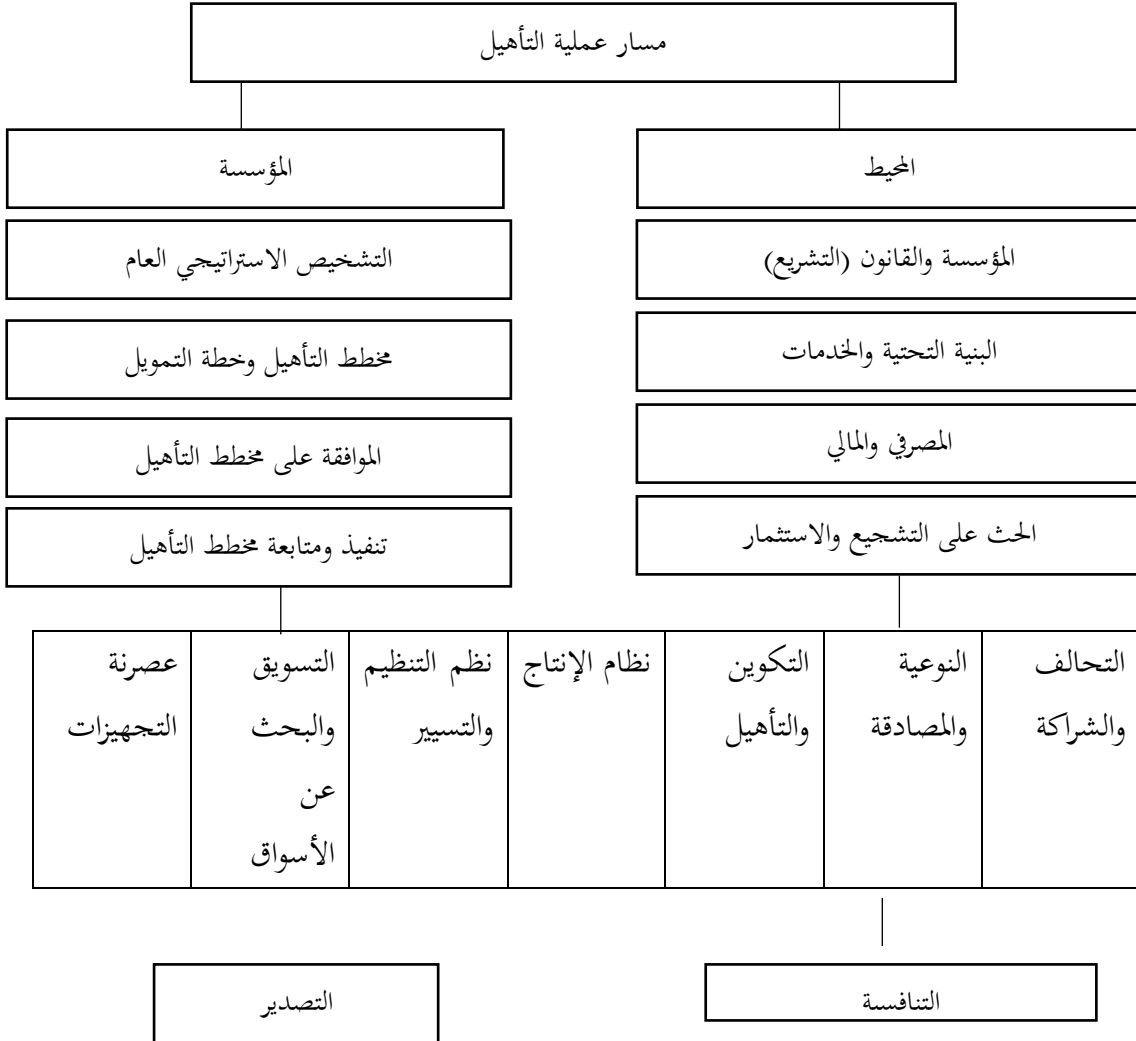 مسار عملية التأهيل
المحيط
المؤسسة
المؤسسة والقانون (التشريع)
التشخيص الاستراتيجي العام
البنية التحتية والخدمات
مخطط التأهيل وخطة التمويل
المصرفي والمالي
الموافقة على مخطط التأهيل
الحث على التشجيع والاستثمار
تنفيذ ومتابعة مخطط التأهيل
التحالف
والشراكة
النوعية
والمصادقة
التكوين
والتأهيل
نظام الإنتاج
نظم التنظيم
والتسيير
التسويق
والبحث
عن
الأسواق
عصرنة
التجهيزات
التنافسية
التصدير